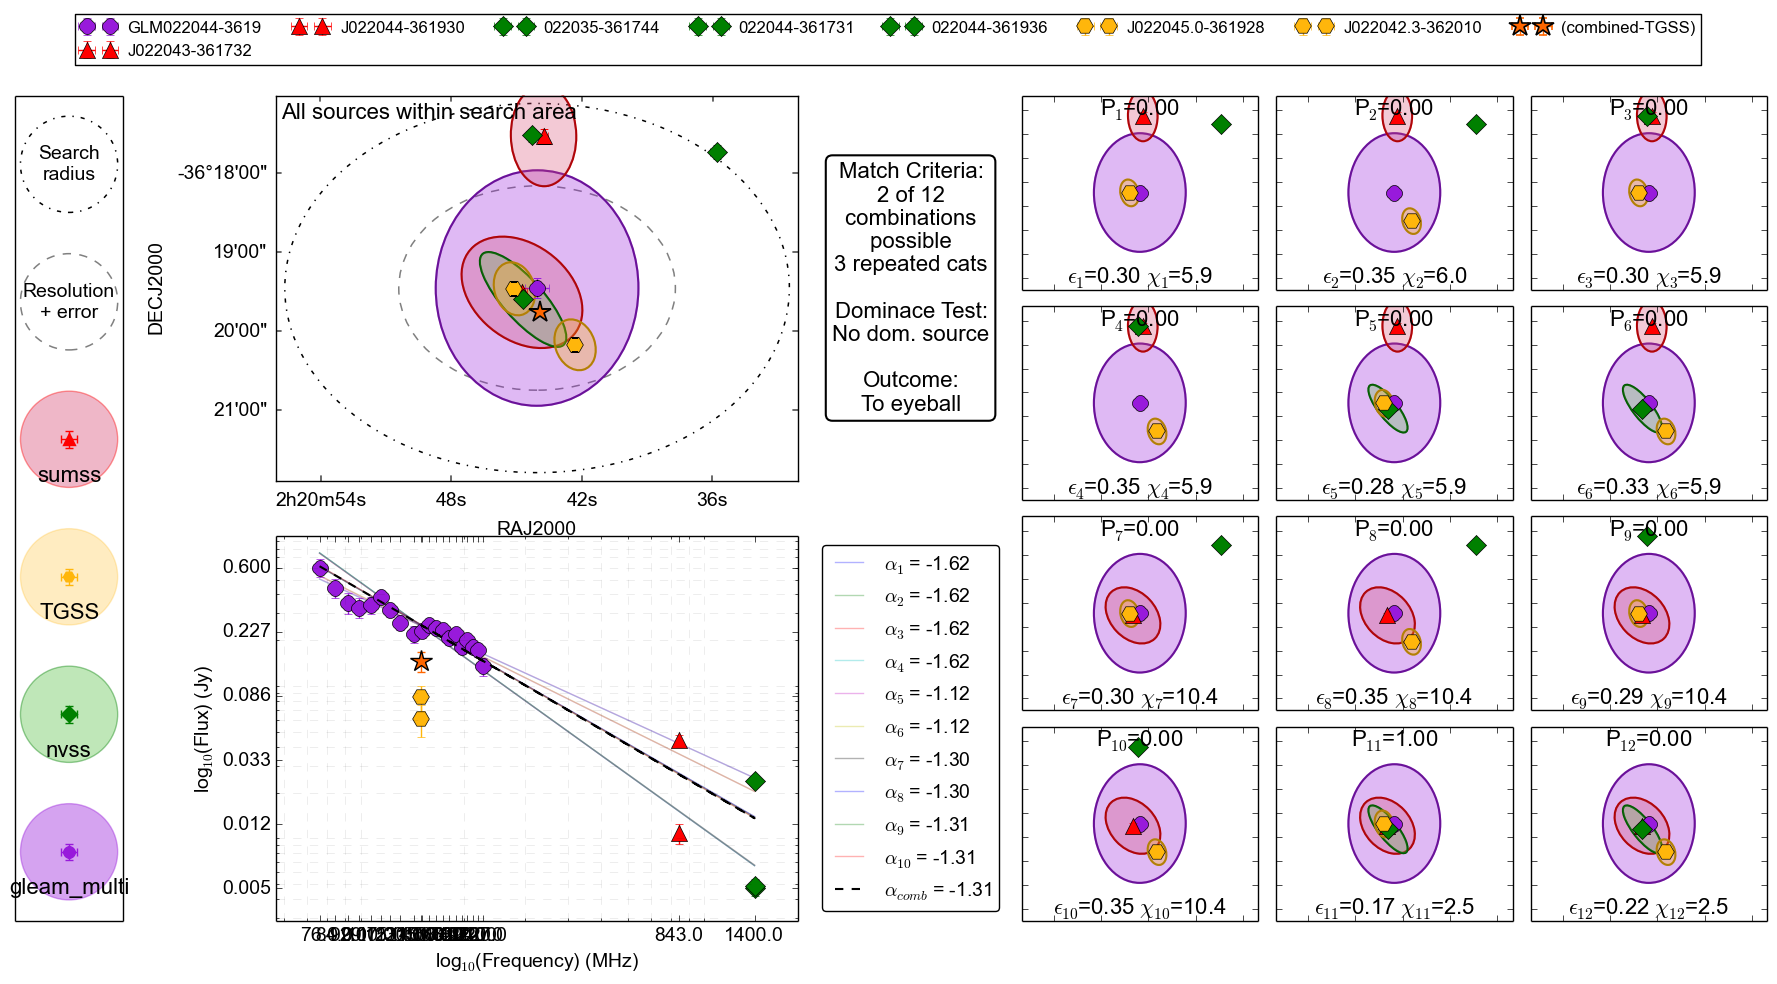 GLM022044-3619 J022044-361930 022035-361744 022044-361731 022044-361936 J022045.0-361928 J022042.3-362010 (combined-TGSS)
J022043-361732
Search
radius
Resolution
+ error
sumss
TGSS
nvss
gleam_multi
All sources within search area
DECJ2000
-36°18'00"
19'00"
20'00"
21'00"
2h20m54s 48s 42s 36s
RAJ2000
Match Criteria:
2 of 12
combinations
possible
3 repeated cats
Dominace Test:
No dom. source
Outcome:
To eyeball
log10(Flux) (Jy)
0.600
0.227
0.086
0.033
0.012
0.005
843.0 1400.0
log10(Frequency) (MHz)
α1 = -1.62
α2 = -1.62
α3 = -1.62
α4 = -1.62
α5 = -1.12
α6 = -1.12
α7 = -1.30
α8 = -1.30
α9 = -1.31
α10 = -1.31
αcomb = -1.31
P1=0.00
ϵ1=0.30 χ1=5.9
P2=0.00
ϵ2=0.35 χ2=6.0
P3=0.00
ϵ3=0.30 χ3=5.9
P4=0.00
ϵ4=0.35 χ4=5.9
P5=0.00
ϵ5=0.28 χ5=5.9
P6=0.00
ϵ6=0.33 χ6=5.9
P7=0.00
ϵ7=0.30 χ7=10.4
P8=0.00
ϵ8=0.35 χ8=10.4
P9=0.00
ϵ9=0.29 χ9=10.4
P10=0.00
ϵ10=0.35 χ10=10.4
P11=1.00
ϵ11=0.17 χ11=2.5
P12=0.00
ϵ12=0.22 χ12=2.5